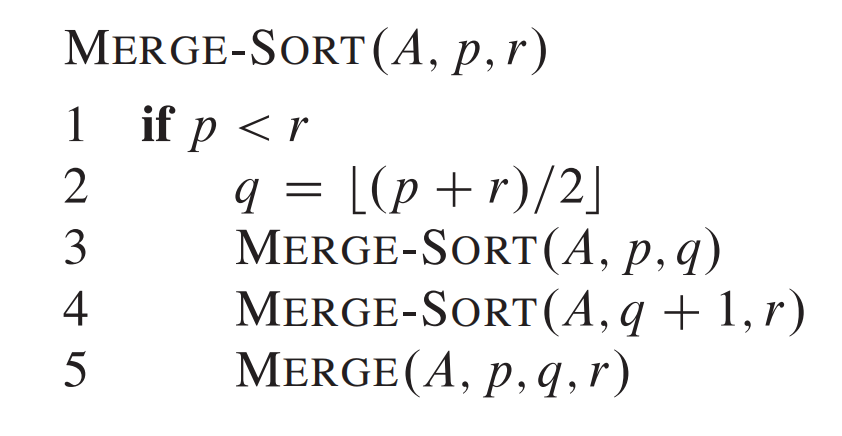 MERGE-SORT(A, p, r)
1 if p < r
2 q = ⌊(p + r)/2⌋
3 MERGE-SORT(A, p, q)
4 MERGE-SORT(A, q + 1, r)
5 MERGE(A, p, q, r)